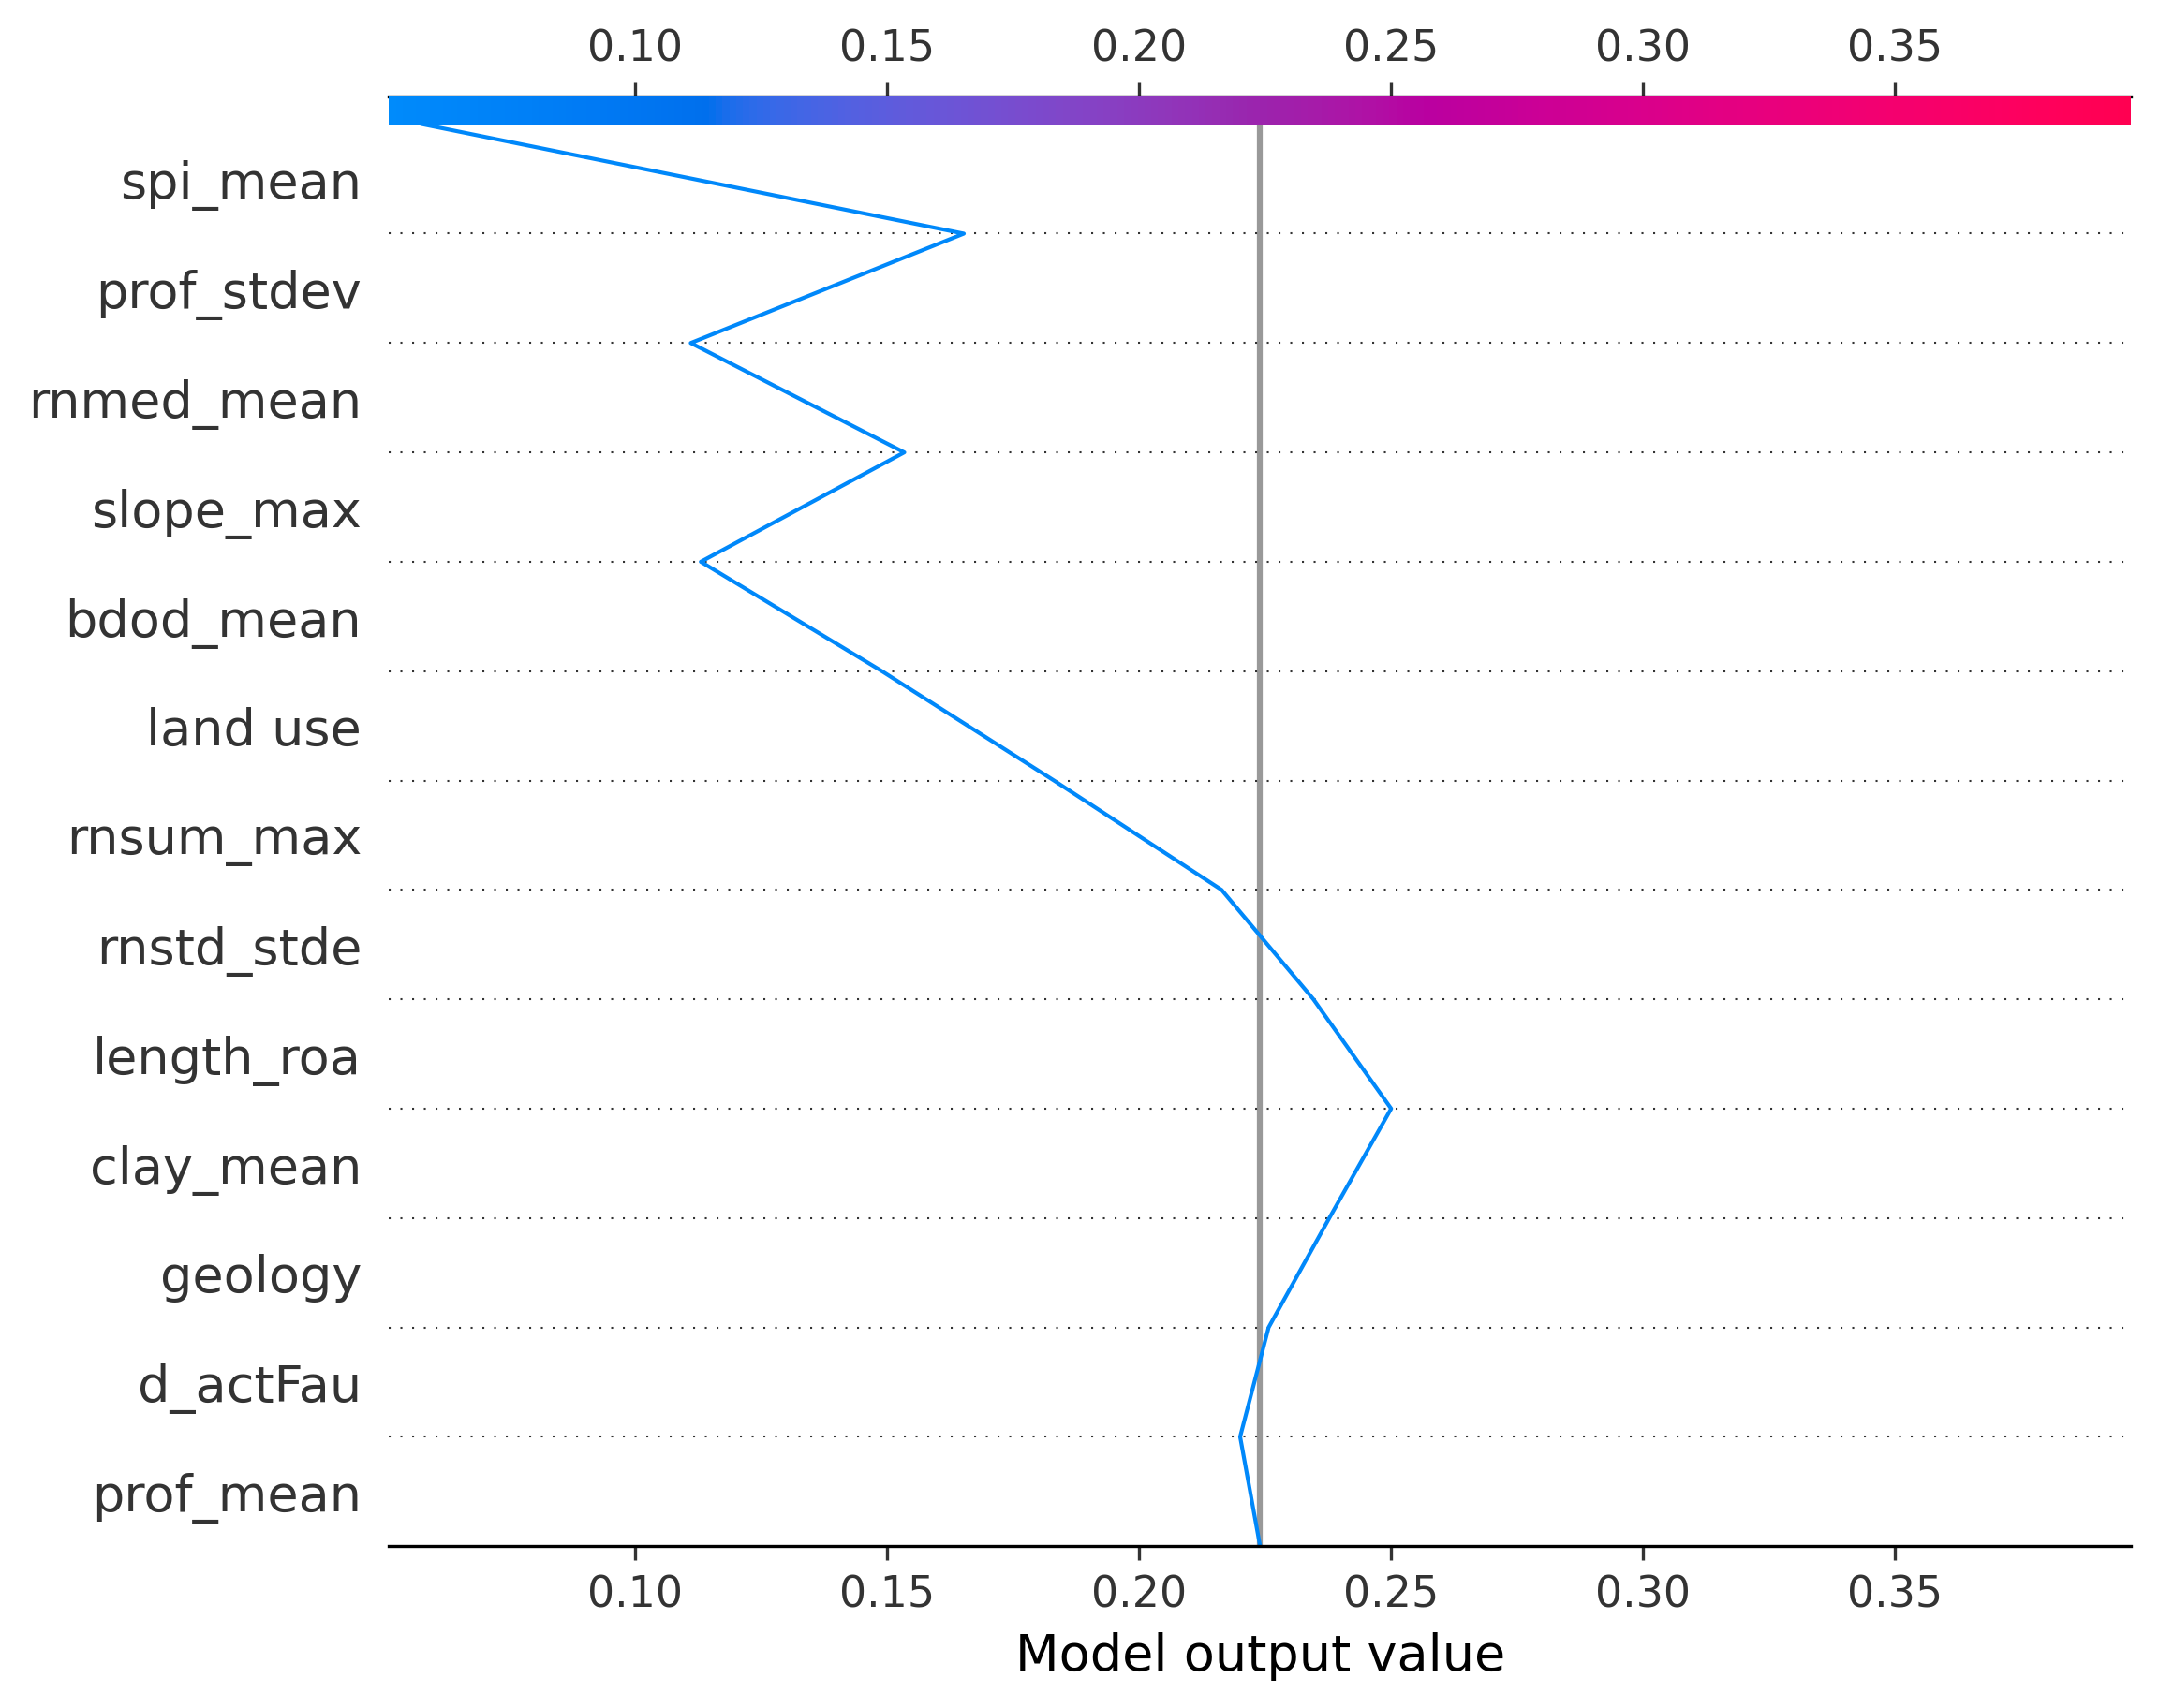 0.10 0.15 0.20 0.25 0.30 0.35
spi_mean
prof_stdev
rnmed_mean
slope_max
bdod_mean
land use
rnsum_max
rnstd_stde
length_roa
clay_mean
geology
d_actFau
prof_mean
0.10 0.15 0.20 0.25 0.30 0.35
Model output value